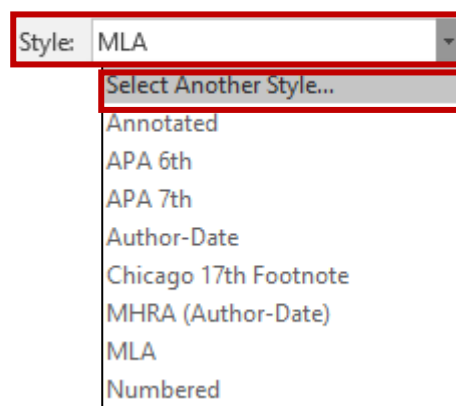 Style: MLA
Select Another Style...
Annotated
APA 6th
APA 7th
Author-Date
Chicago 17th Footnote
MHRA (Author-Date)
MLA
Numbered